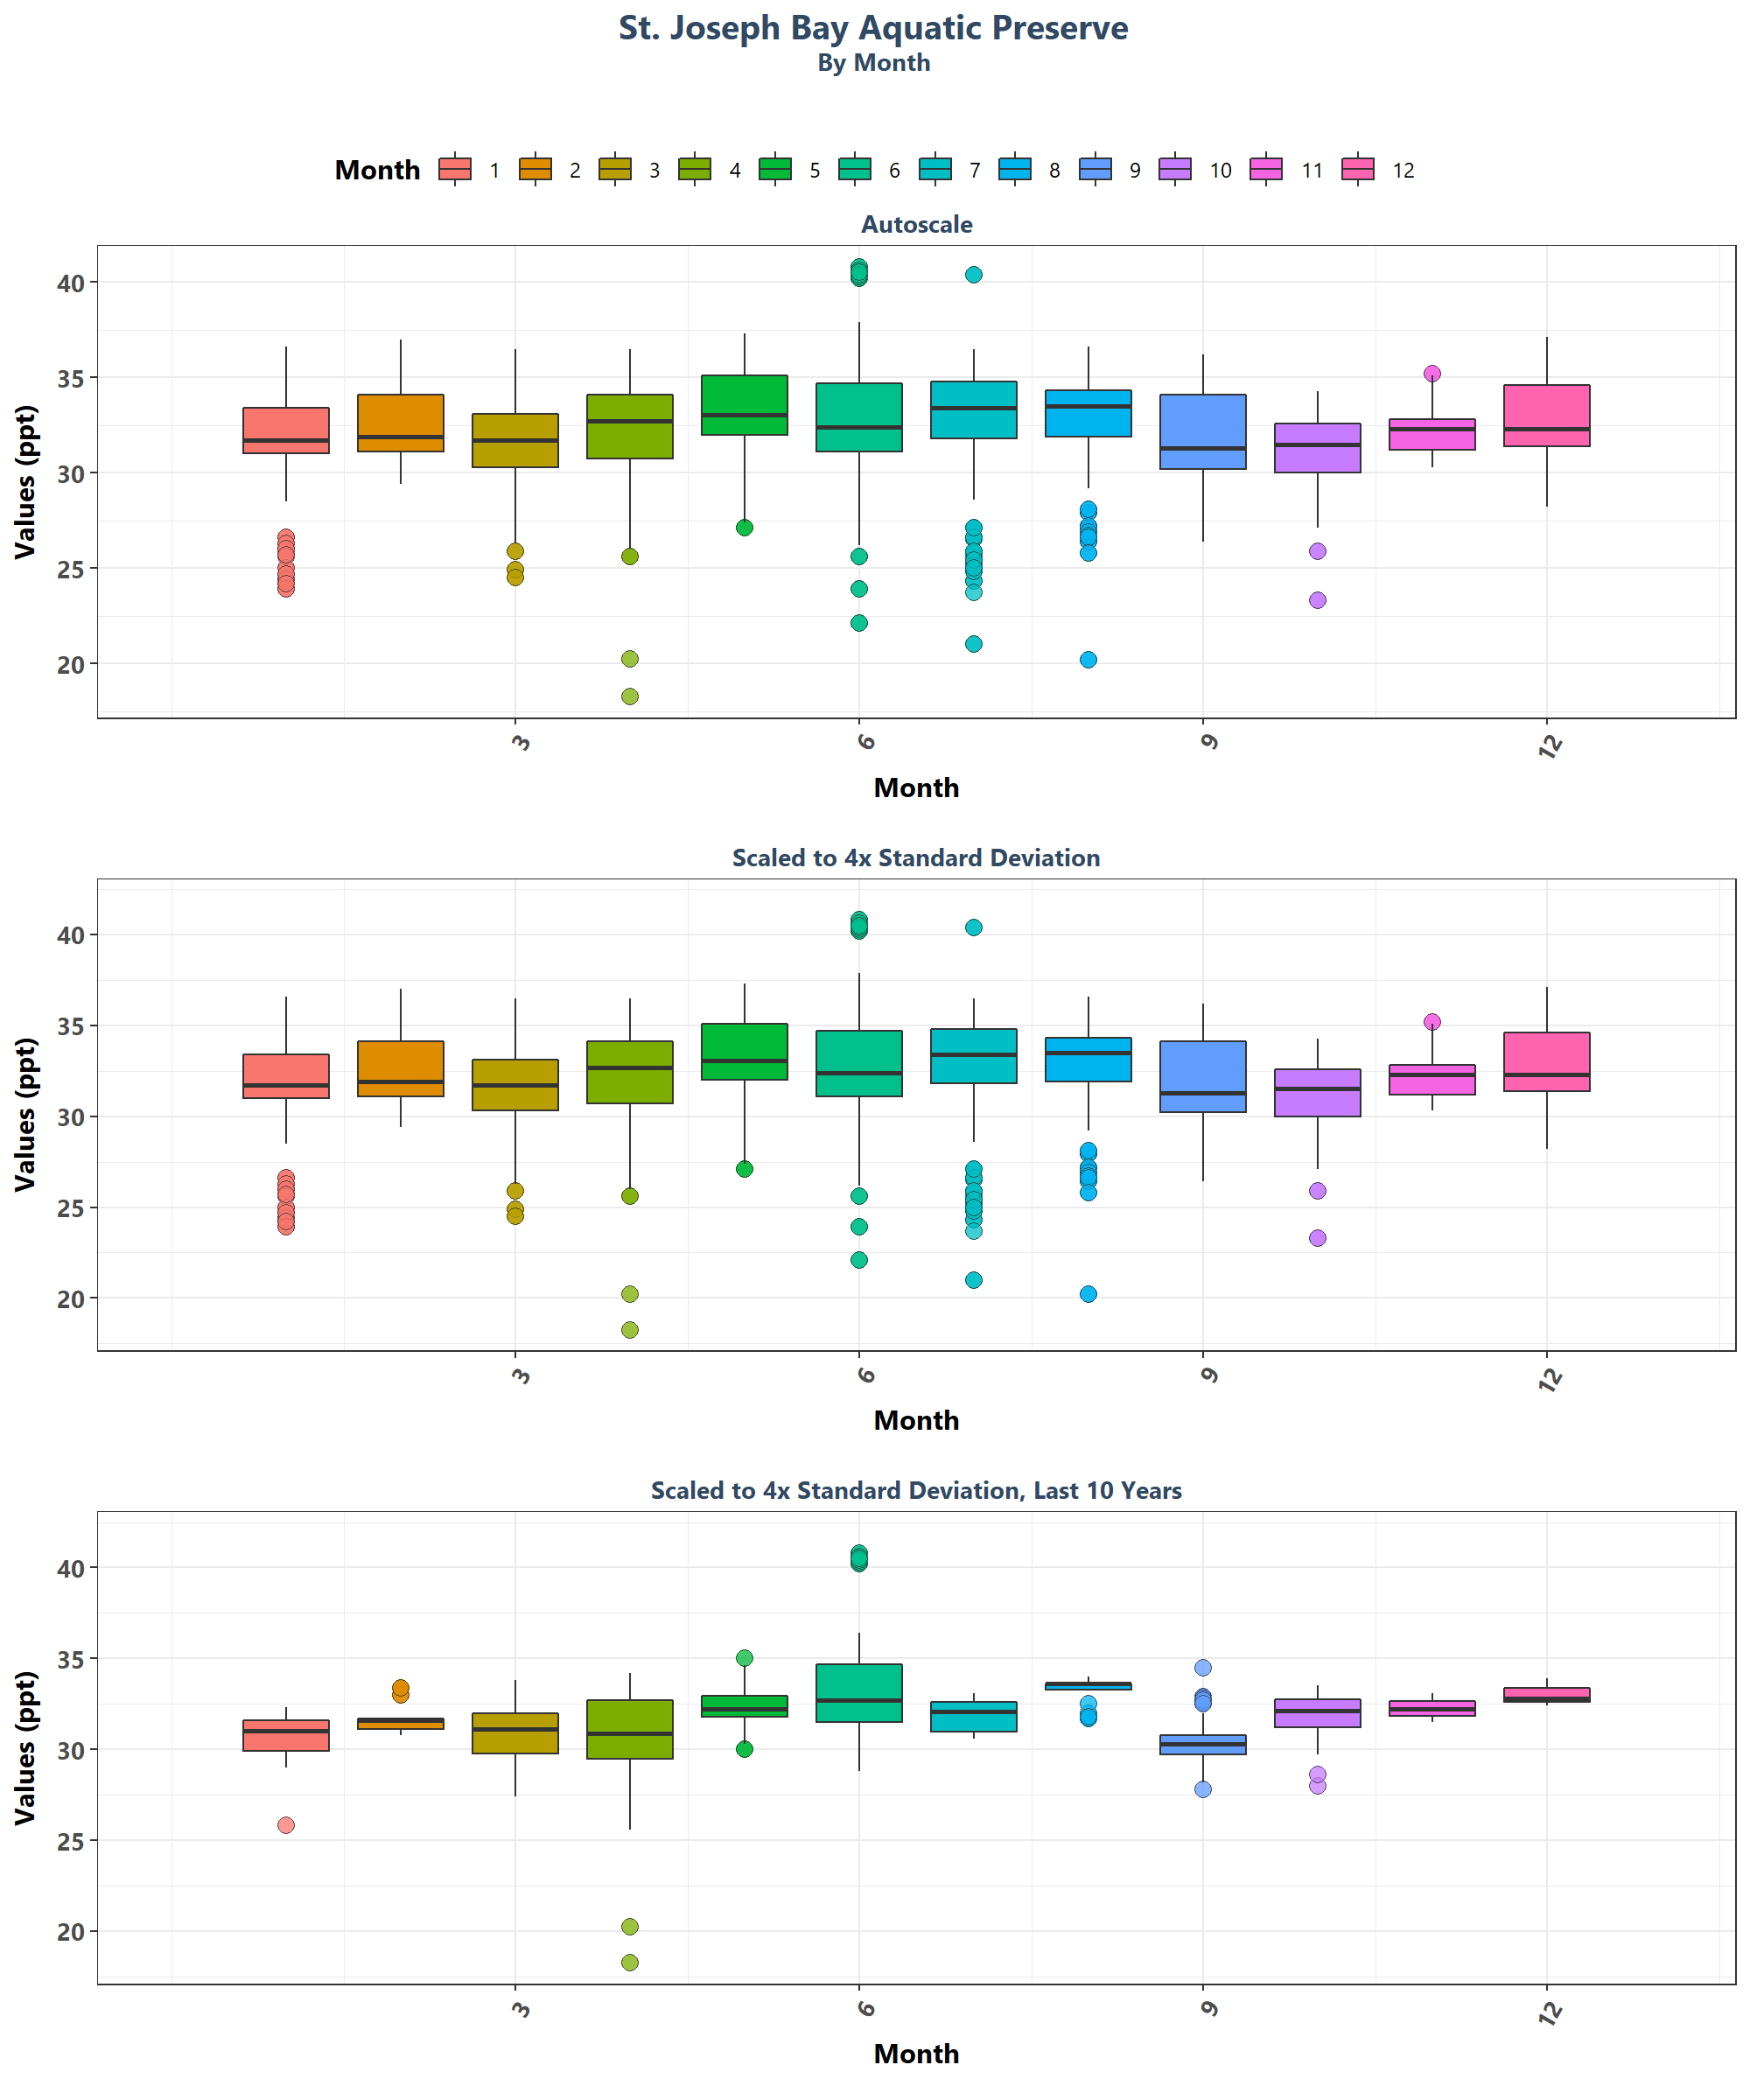 St. Joseph Bay Aquatic Preserve
By Month
Month 1 2 3 4 5 6 7 8 9 10 11 12
Autoscale
Values (ppt)
40
35
30
25
20
3 6 9 12
Month
Scaled to 4x Standard Deviation
Values (ppt)
40
35
30
25
20
3 6 9 12
Month
Scaled to 4x Standard Deviation, Last 10 Years
Values (ppt)
40
35
30
25
20
3 6 9 12
Month